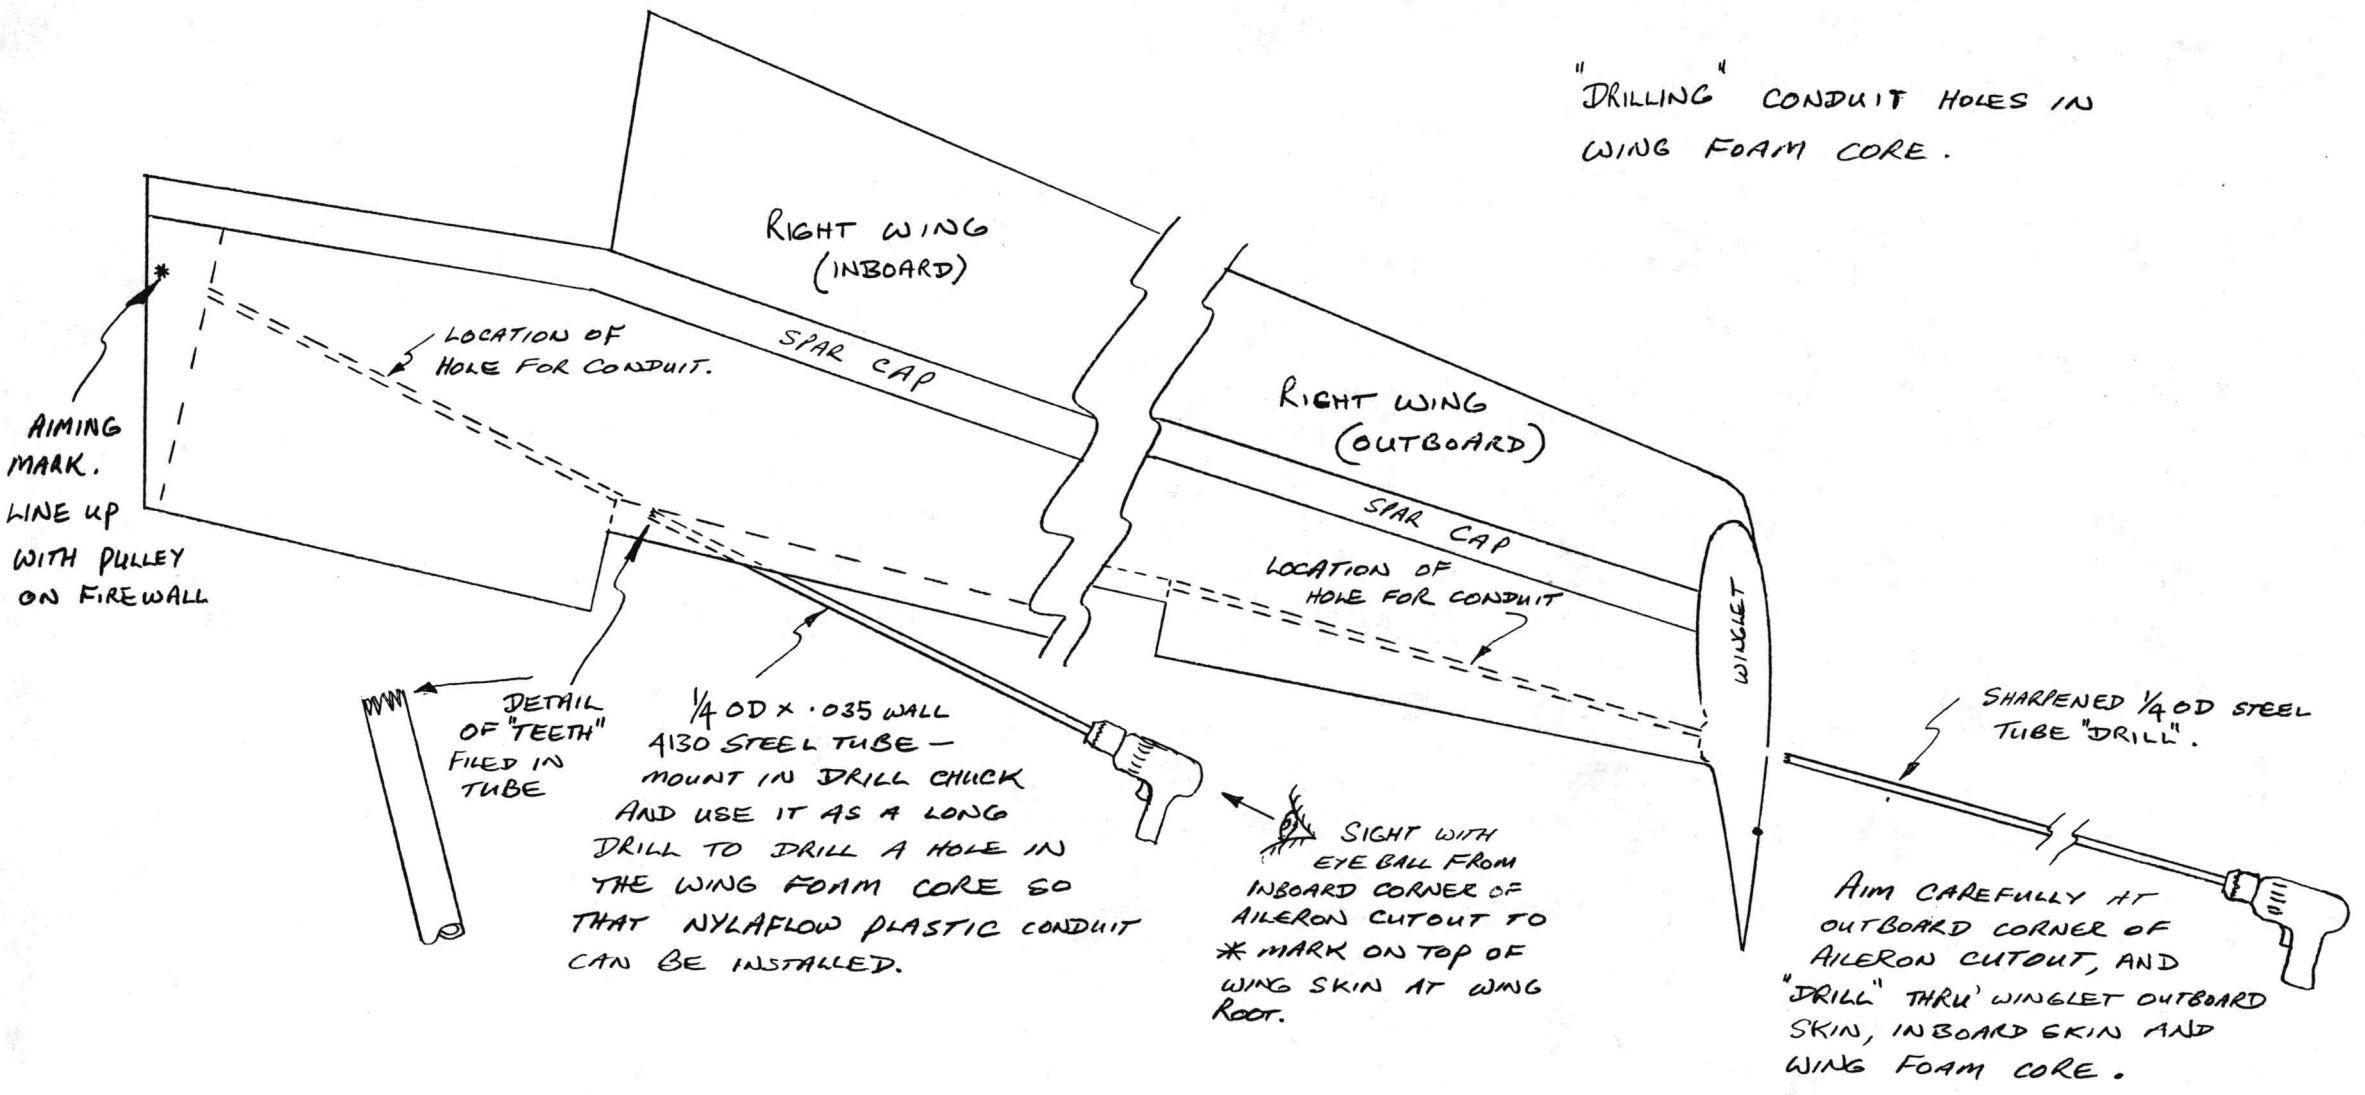 "DRILLING" CONDUIT HOLES IN
WING FOAM CORE.
RIGHT WING
(INBOARD)
SPAR CAP
LOCATION OF
HOLE FOR CONDUIT.
AIMING
MARK.
LINE UP
WITH PULLEY
ON FIREWALL
RIGHT WING
(OUTBOARD)
SPAR CAP
LOCATION OF
HOLE FOR CONDUIT
WINGLET
DETAIL
OF "TEETH"
FILED IN
TUBE
1/4 OD x .035 WALL
4130 STEEL TUBE —
MOUNT IN DRILL CHUCK
AND USE IT AS A LONG
DRILL TO DRILL A HOLE IN
THE WING FOAM CORE SO
THAT NYLAFLOW PLASTIC CONDUIT
CAN BE INSTALLED.
SIGHT WITH
EYE BALL FROM
INBOARD CORNER OF
AILERON CUTOUT TO
* MARK ON TOP OF
WING SKIN AT WING
ROOT.
SHARPENED 1/4 OD STEEL
TUBE "DRILL".
AIM CAREFULLY AT
OUTBOARD CORNER OF
AILERON CUTOUT, AND
"DRILL" THRU' WINGLET OUTBOARD
SKIN, INBOARD SKIN AND
WING FOAM CORE.